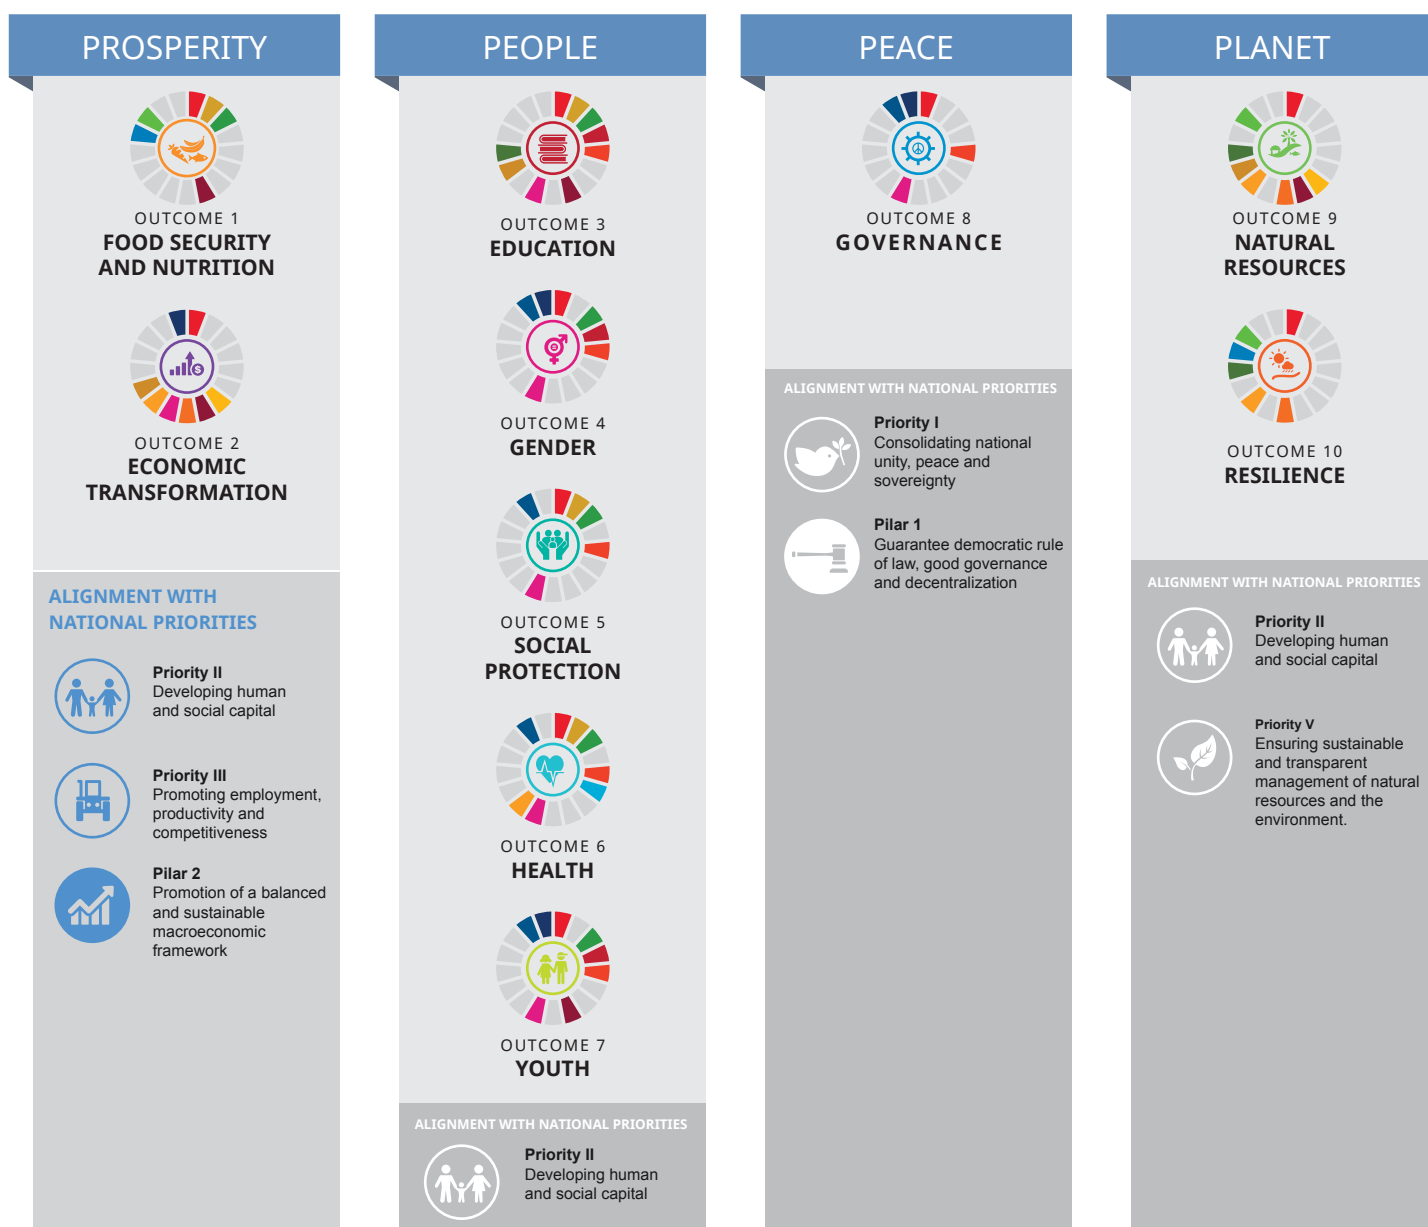 PROSPERITY
OUTCOME 1
FOOD SECURITY
AND NUTRITION
OUTCOME 2
ECONOMIC
TRANSFORMATION
ALIGNMENT WITH
NATIONAL PRIORITIES
Priority II
Developing human
and social capital
Priority III
Promoting employment,
productivity and
competitiveness
Pilar 2
Promotion of a balanced
and sustainable
macroeconomic
framework
PEOPLE
OUTCOME 3
EDUCATION
OUTCOME 4
GENDER
OUTCOME 5
SOCIAL
PROTECTION
OUTCOME 6
HEALTH
OUTCOME 7
YOUTH
ALIGNMENT WITH NATIONAL PRIORITIES
Priority II
Developing human
and social capital
PEACE
OUTCOME 8
GOVERNANCE
ALIGNMENT WITH NATIONAL PRIORITIES
Priority I
Consolidating national
unity, peace and
sovereignty
Pilar 1
Guarantee democratic rule
of law, good governance
and decentralization
PLANET
OUTCOME 9
NATURAL
RESOURCES
OUTCOME 10
RESILIENCE
ALIGNMENT WITH NATIONAL PRIORITIES
Priority II
Developing human
and social capital
Priority V
Ensuring sustainable
and transparent
management of natural
resources and the
environment.